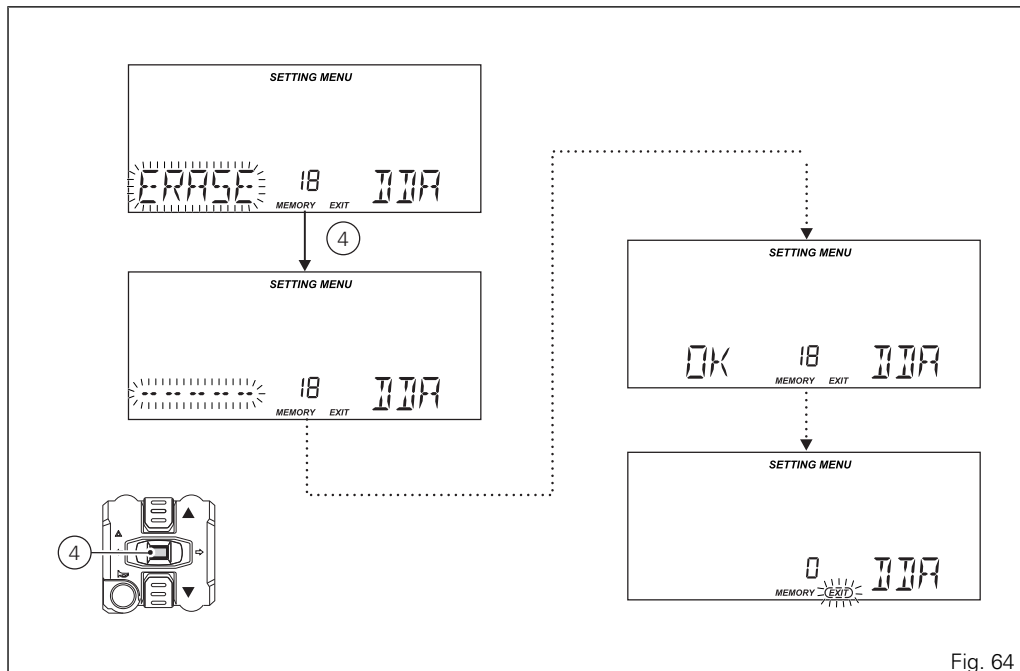 SETTING MENU
ERASE 18 DDA
MEMORY EXIT
4
SETTING MENU
-- -- -- -- -- 18 DDA
MEMORY EXIT
4
SETTING MENU
OK 18 DDA
MEMORY EXIT
SETTING MENU
0 DDA
MEMORY EXIT
Fig. 64